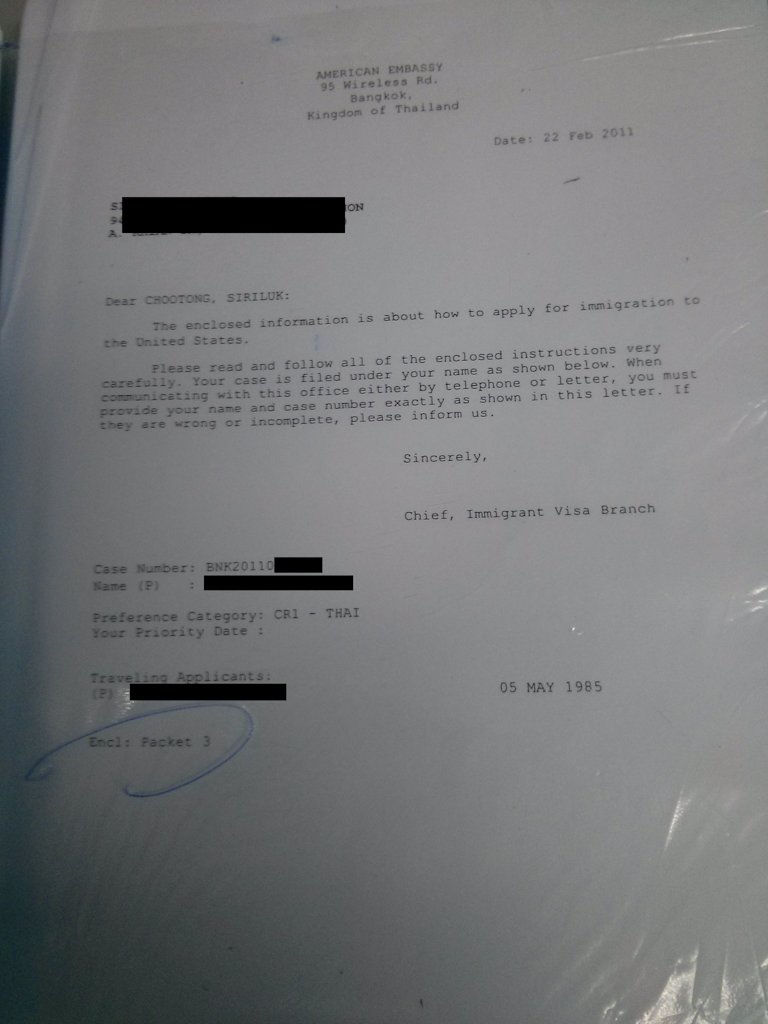 AMERICAN EMBASSY
95 Wireless Rd.
Bangkok,
Kingdom of Thailand
Date: 22 Feb 2011
ON
A.
Dear CHOOTONG, SIRILUK:
The enclosed information is about how to apply for immigration to
the United States.
Please read and follow all of the enclosed instructions very
carefully. Your case is filed under your name as shown below. When
communicating with this office either by telephone or letter, you must
provide your name and case number exactly as shown in this letter. If
they are wrong or incomplete, please inform us.
Sincerely,
Chief, Immigrant Visa Branch
Case Number: BNK20110
Name (P) :
Preference Category: CR1 - THAI
Your Priority Date :
Traveling Applicants:
(P) 05 MAY 1985
Encl: Packet 3